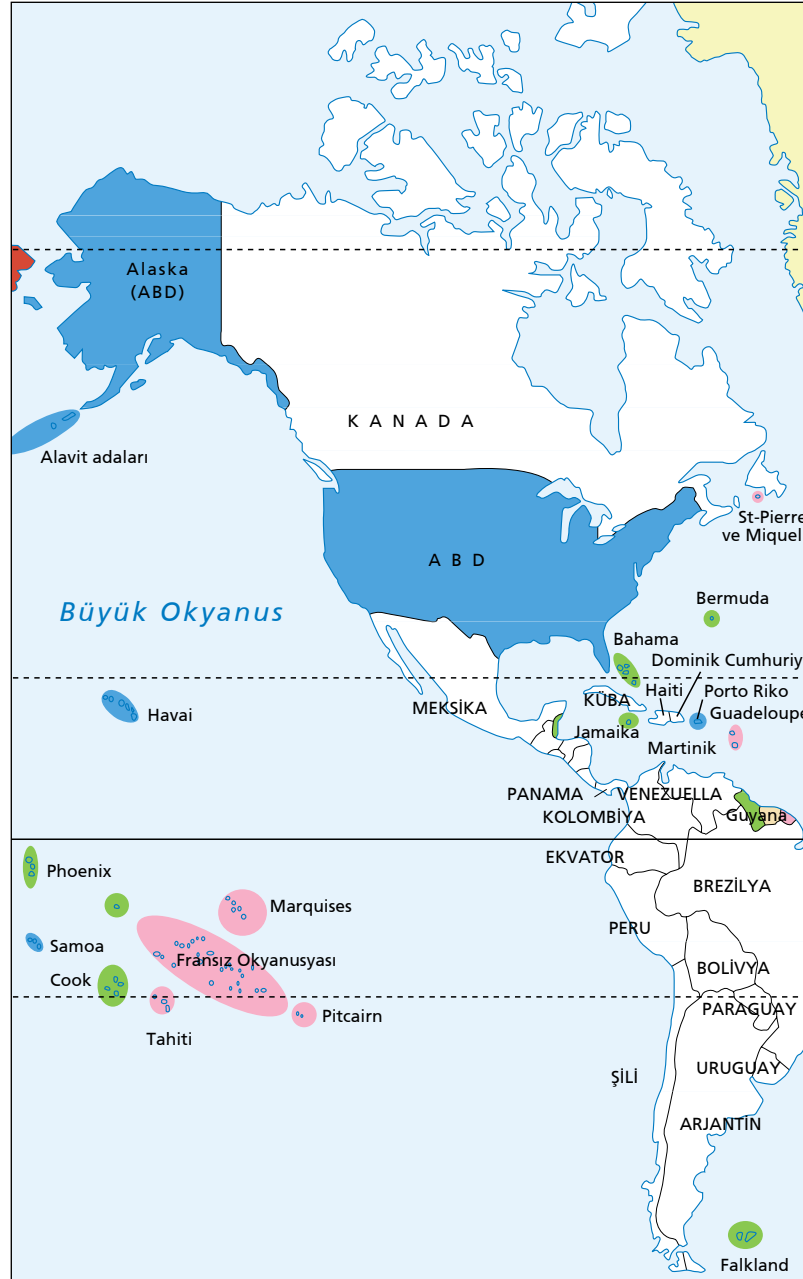 Alaska
(ABD)
KANADA
Alavit adaları
St-Pierre
ve Miquel
ABD
Bermuda
Büyük Okyanus
Bahama
Dominik Cumhuriy
Haiti
Porto Riko
KÜBA
Havai
MEKSİKA
Guadeloupe
Jamaika
Martinik
PANAMA
VENEZUELLA
KOLOMBİYA
Guyana
EKVATOR
Phoenix
BREZİLYA
Marquises
PERU
Samoa
Fransız Okyanusyası
BOLİVYA
Cook
PARAGUAY
Pitcairn
Tahiti
URUGUAY
ŞİLİ
ARJANTİN
Falkland